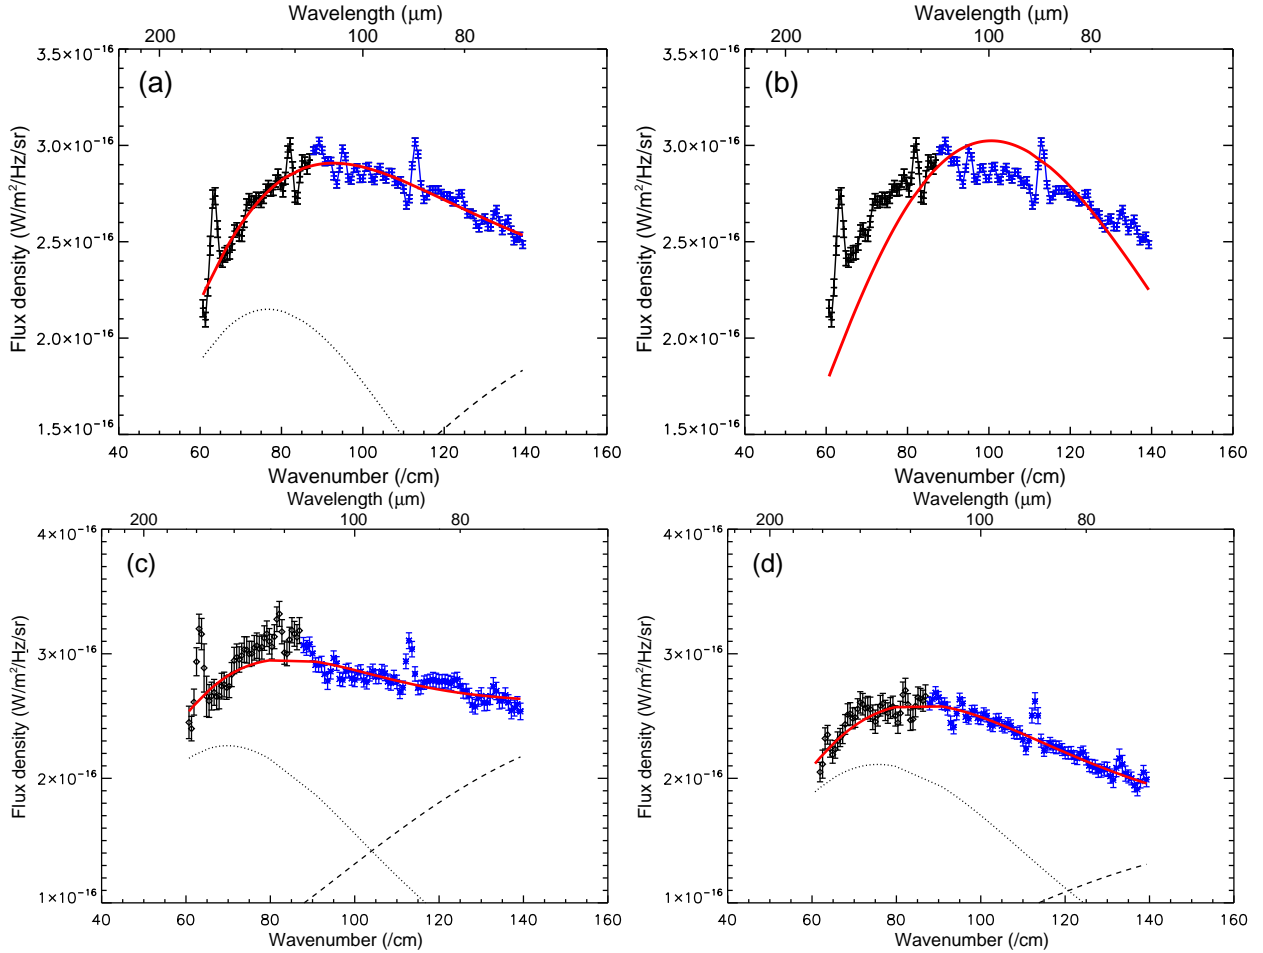 Wavelength (μm)
200 100 80
3.5×10⁻¹⁶
(a)
3.0×10⁻¹⁶
2.5×10⁻¹⁶
2.0×10⁻¹⁶
1.5×10⁻¹⁶
Flux density (W/m²/Hz/sr)
40 60 80 100 120 140 160
Wavenumber (/cm)
Wavelength (μm)
200 100 80
3.5×10⁻¹⁶
(b)
3.0×10⁻¹⁶
2.5×10⁻¹⁶
2.0×10⁻¹⁶
1.5×10⁻¹⁶
Flux density (W/m²/Hz/sr)
40 60 80 100 120 140 160
Wavenumber (/cm)
Wavelength (μm)
200 100 80
4×10⁻¹⁶
(c)
3×10⁻¹⁶
2×10⁻¹⁶
1×10⁻¹⁶
Flux density (W/m²/Hz/sr)
40 60 80 100 120 140 160
Wavenumber (/cm)
Wavelength (μm)
200 100 80
4×10⁻¹⁶
(d)
3×10⁻¹⁶
2×10⁻¹⁶
1×10⁻¹⁶
Flux density (W/m²/Hz/sr)
40 60 80 100 120 140 160
Wavenumber (/cm)